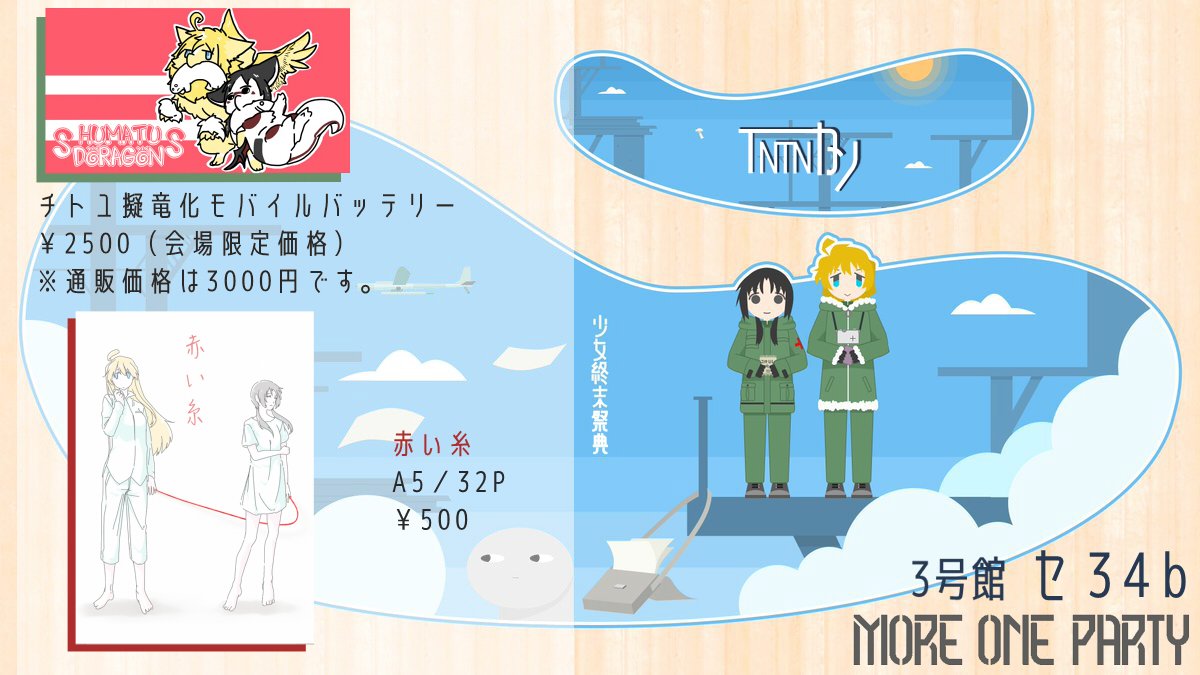 SHUMATUS
DORAGON
チトユ擬竜化モバイルバッテリー
￥2500（会場限定価格）
※通販価格は3000円です。
赤い糸
赤い糸
A5／32P
￥500
TNTNDY
少女終末祭典
3号館 セ34b
MORE ONE PARTY